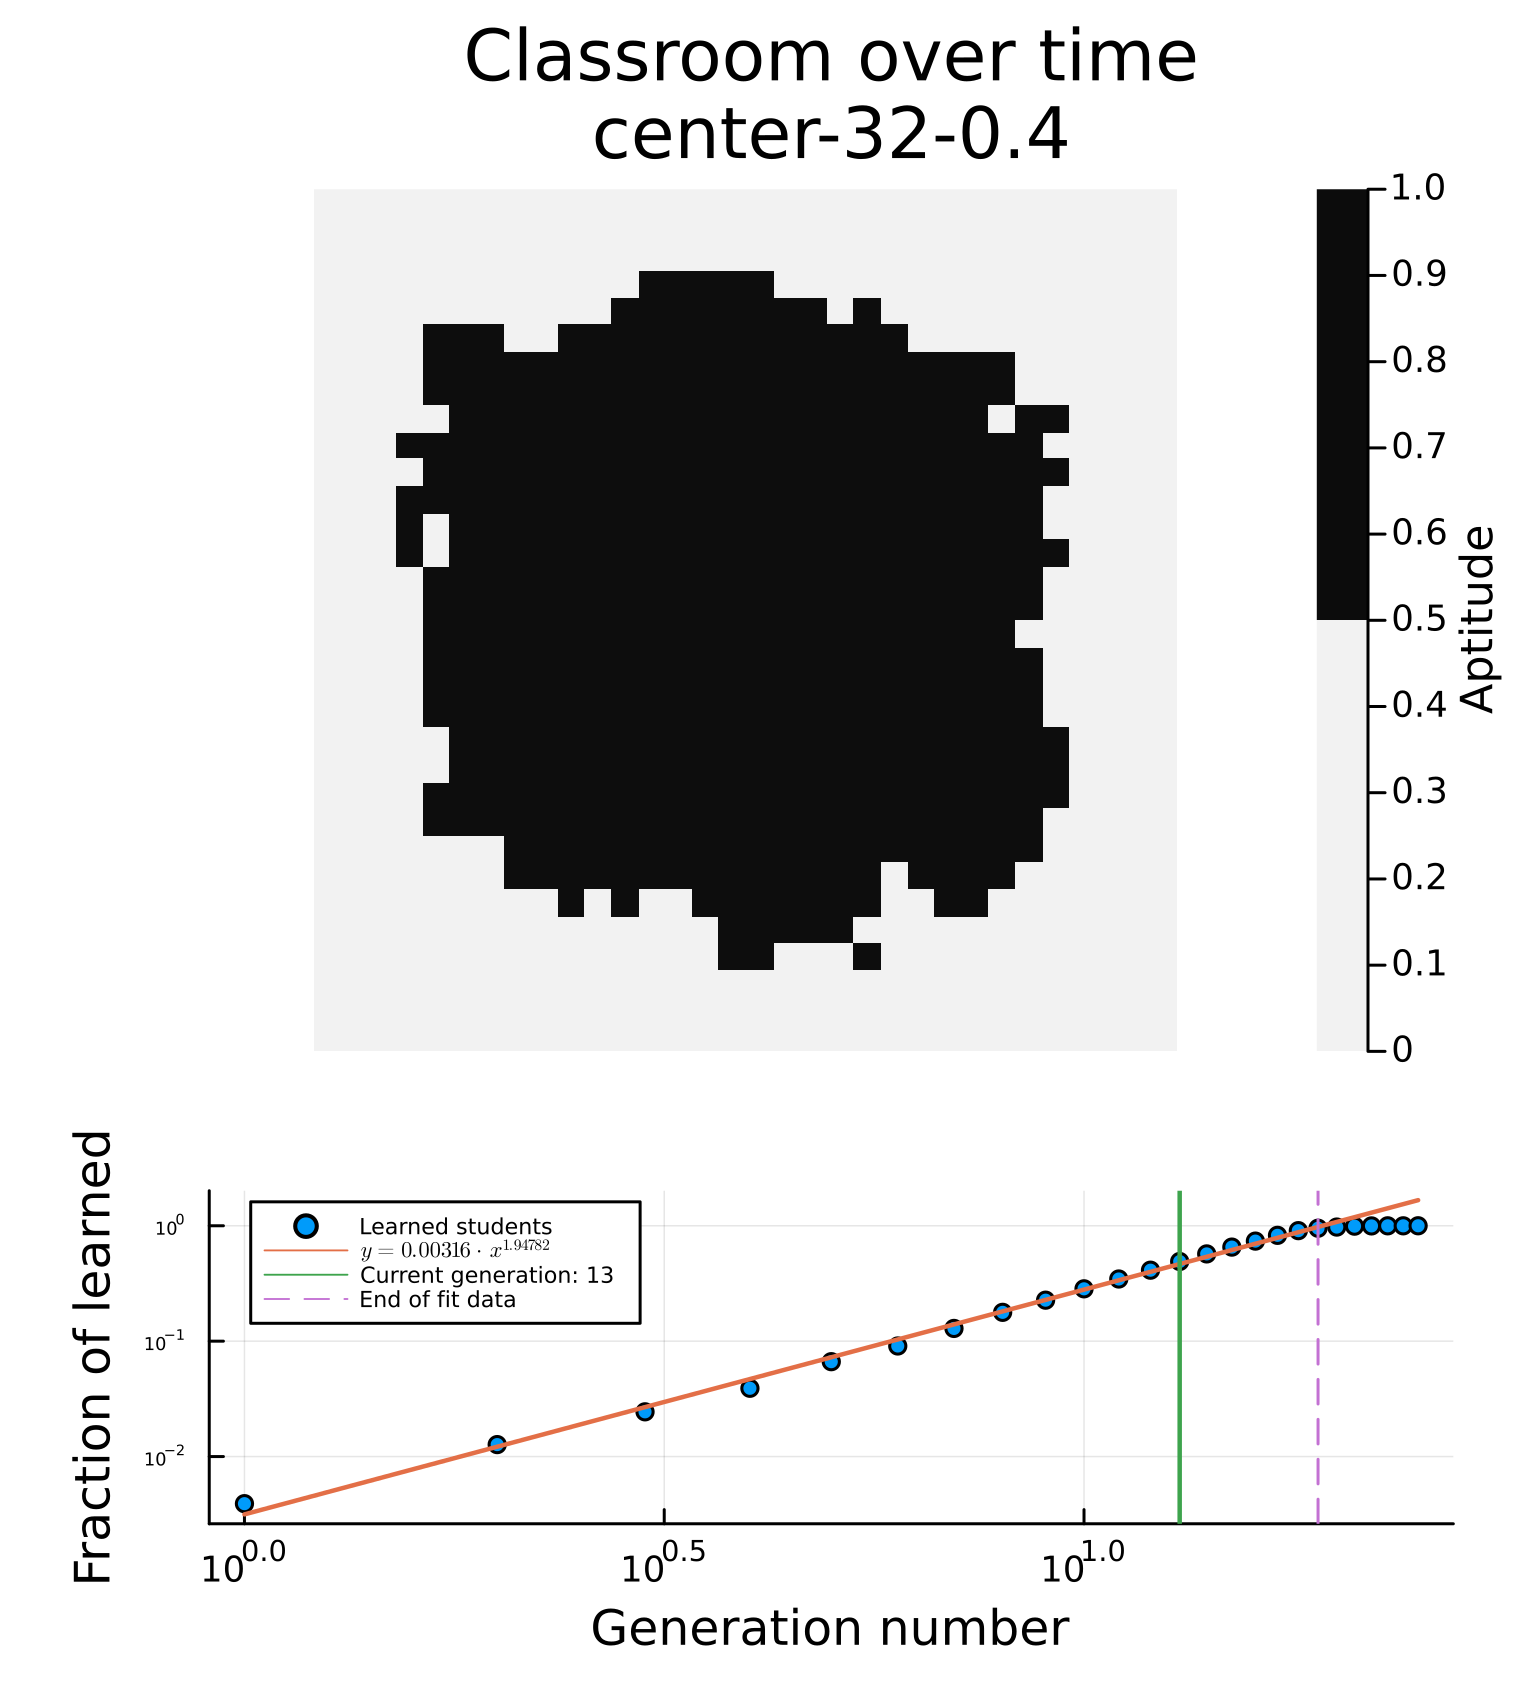 Classroom over time
center-32-0.4
1.0
0.9
0.8
0.7
0.6
0.5
0.4
0.3
0.2
0.1
0
Aptitude
Fraction of learned
10⁰
10⁻¹
10⁻²
Learned students
y = 0.00316 · x^1.94782
Current generation: 13
End of fit data
10^0.0
10^0.5
10^1.0
Generation number